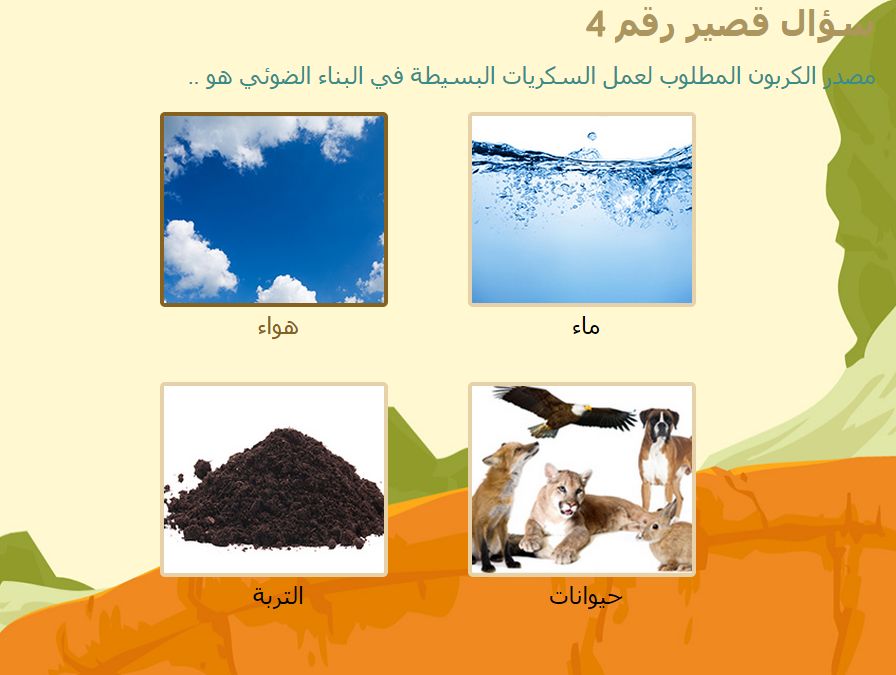 سؤال قصير رقم 4
مصدر الكربون المطلوب لعمل السكريات البسيطة في البناء الضوئي هو ..
ماء
هواء
حيوانات
التربة